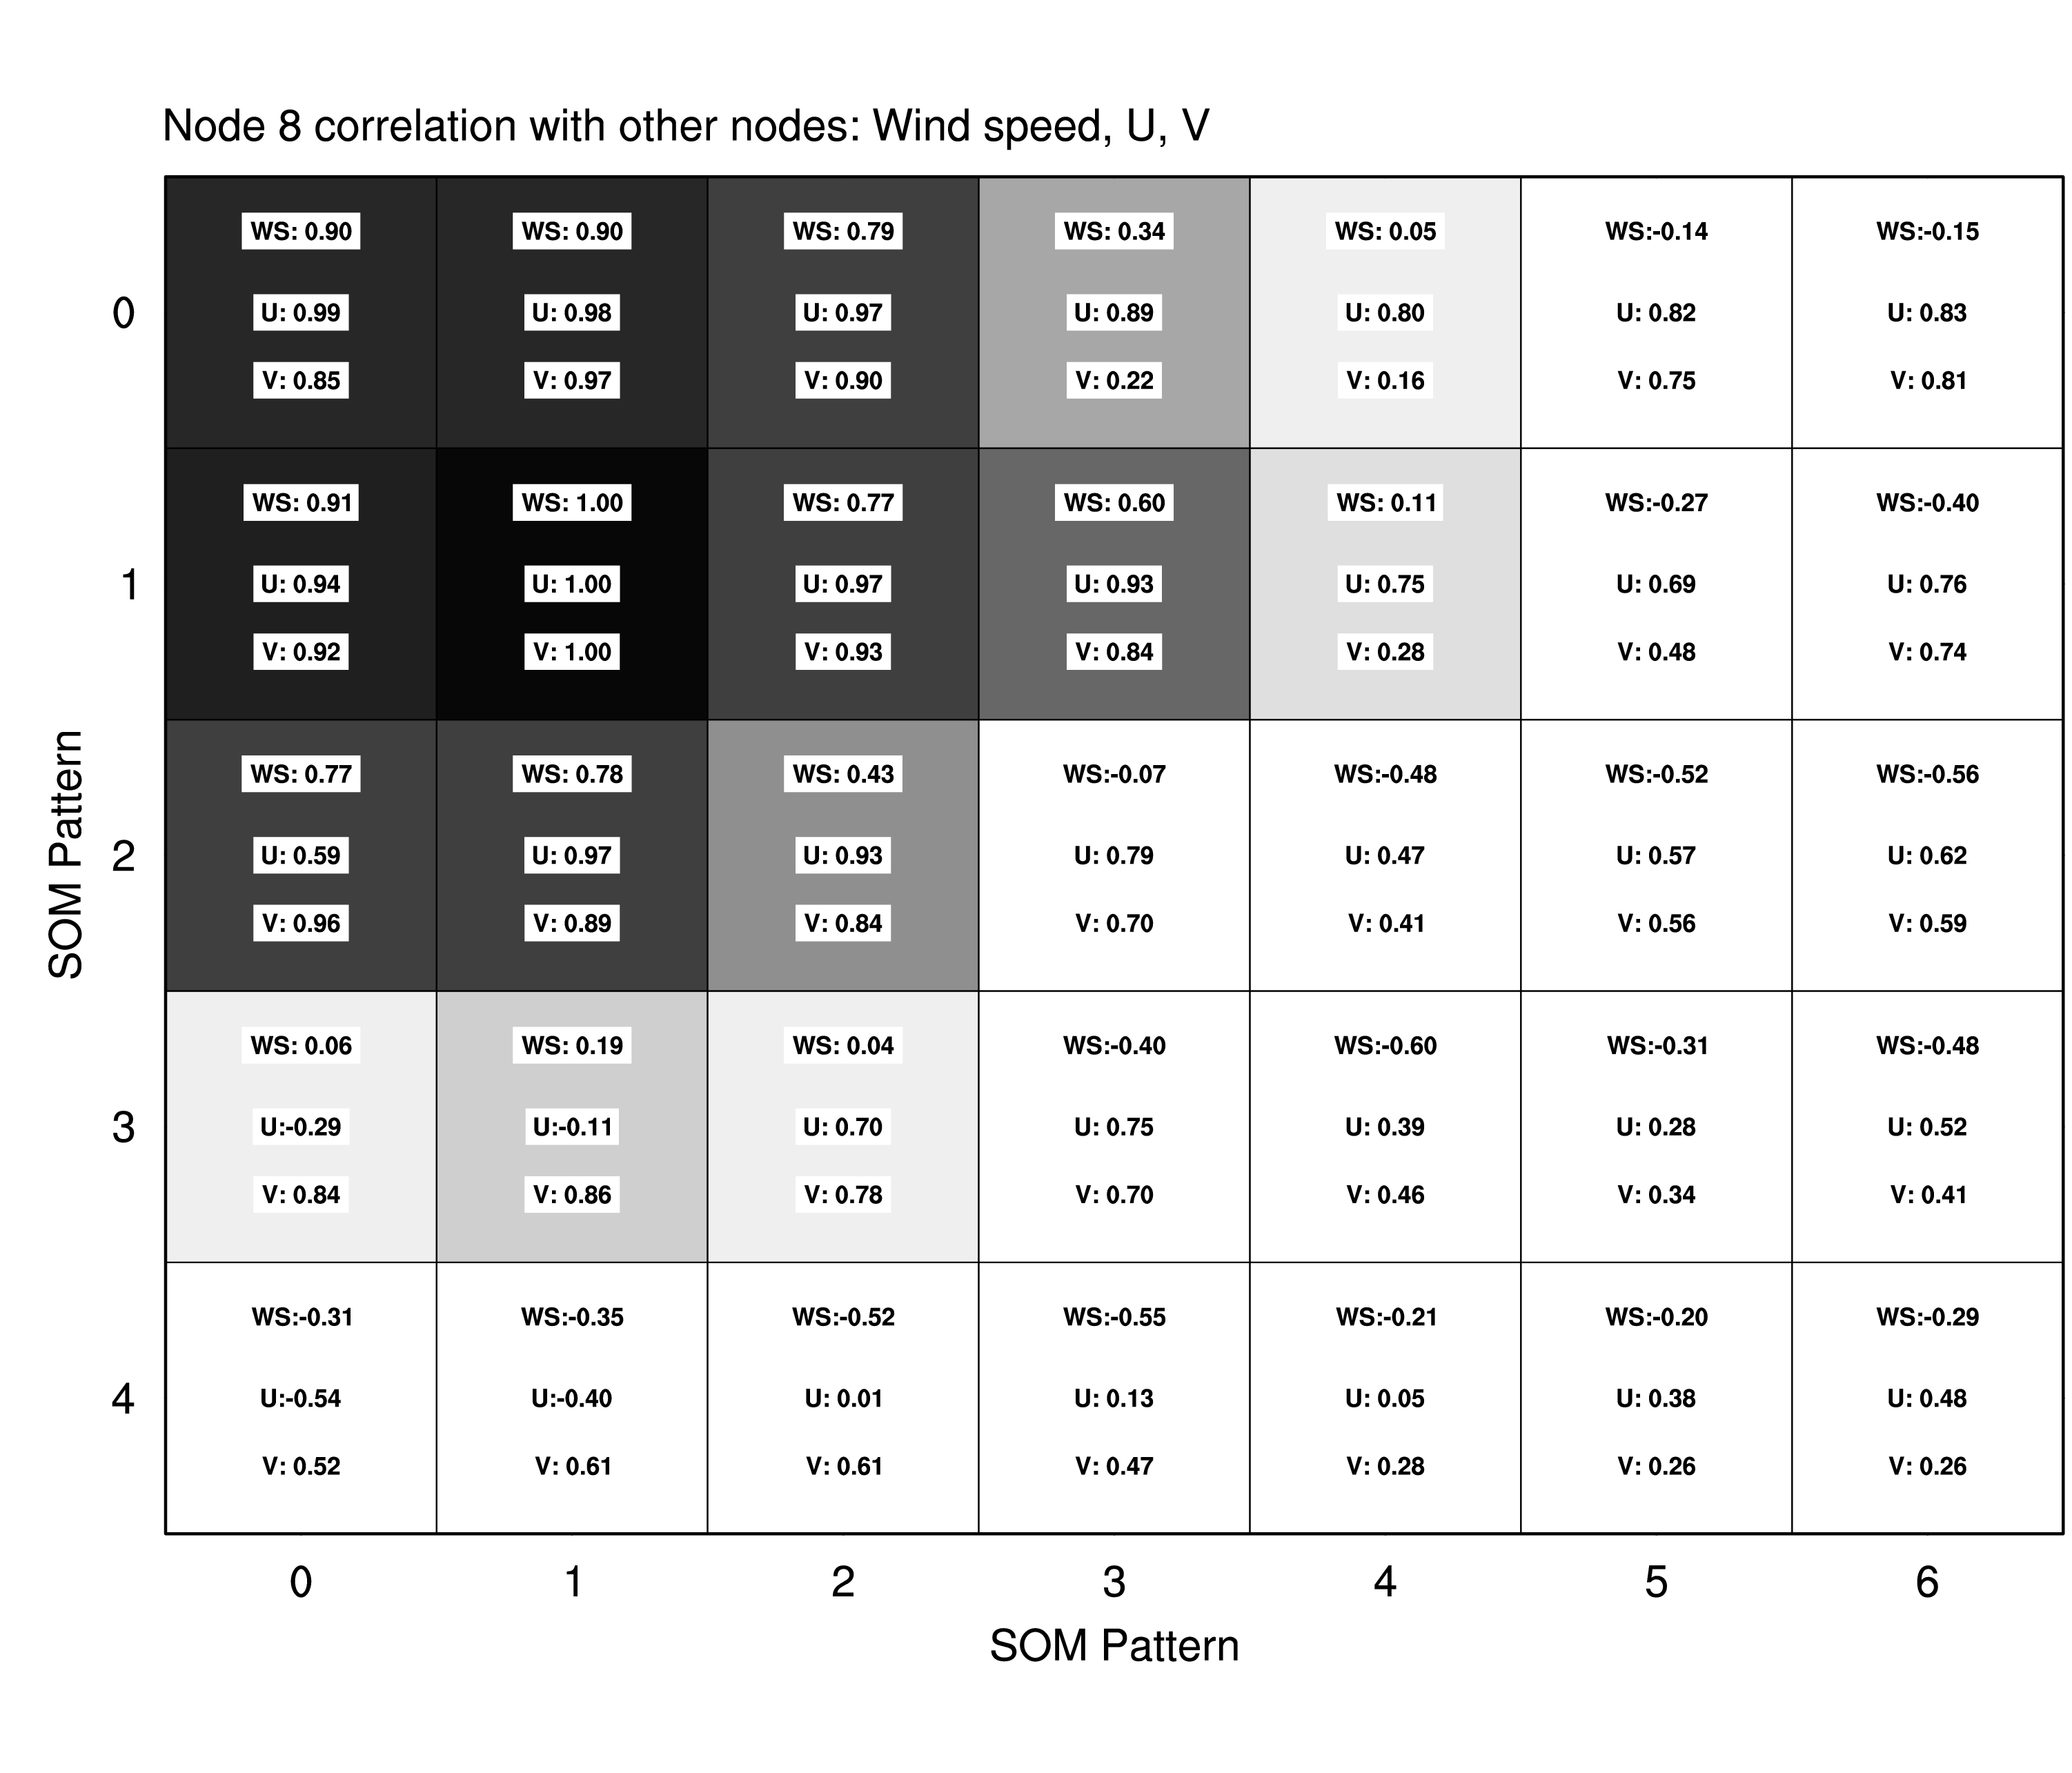 Node 8 correlation with other nodes: Wind speed, U, V
WS: 0.90 WS: 0.90 WS: 0.79 WS: 0.34 WS: 0.05 WS:-0.14 WS:-0.15
0 U: 0.99 U: 0.98 U: 0.97 U: 0.89 U: 0.80 U: 0.82 U: 0.83
V: 0.85 V: 0.97 V: 0.90 V: 0.22 V: 0.16 V: 0.75 V: 0.81
WS: 0.91 WS: 1.00 WS: 0.77 WS: 0.60 WS: 0.11 WS:-0.27 WS:-0.40
1 U: 0.94 U: 1.00 U: 0.97 U: 0.93 U: 0.75 U: 0.69 U: 0.76
V: 0.92 V: 1.00 V: 0.93 V: 0.84 V: 0.28 V: 0.48 V: 0.74
SOM Pattern
WS: 0.77 WS: 0.78 WS: 0.43 WS:-0.07 WS:-0.48 WS:-0.52 WS:-0.56
2 U: 0.59 U: 0.97 U: 0.93 U: 0.79 U: 0.47 U: 0.57 U: 0.62
V: 0.96 V: 0.89 V: 0.84 V: 0.70 V: 0.41 V: 0.56 V: 0.59
WS: 0.06 WS: 0.19 WS: 0.04 WS:-0.40 WS:-0.60 WS:-0.31 WS:-0.48
3 U:-0.29 U:-0.11 U: 0.70 U: 0.75 U: 0.39 U: 0.28 U: 0.52
V: 0.84 V: 0.86 V: 0.78 V: 0.70 V: 0.46 V: 0.34 V: 0.41
WS:-0.31 WS:-0.35 WS:-0.52 WS:-0.55 WS:-0.21 WS:-0.20 WS:-0.29
4 U:-0.54 U:-0.40 U: 0.01 U: 0.13 U: 0.05 U: 0.38 U: 0.48
V: 0.52 V: 0.61 V: 0.61 V: 0.47 V: 0.28 V: 0.26 V: 0.26
0 1 2 3 4 5 6
SOM Pattern